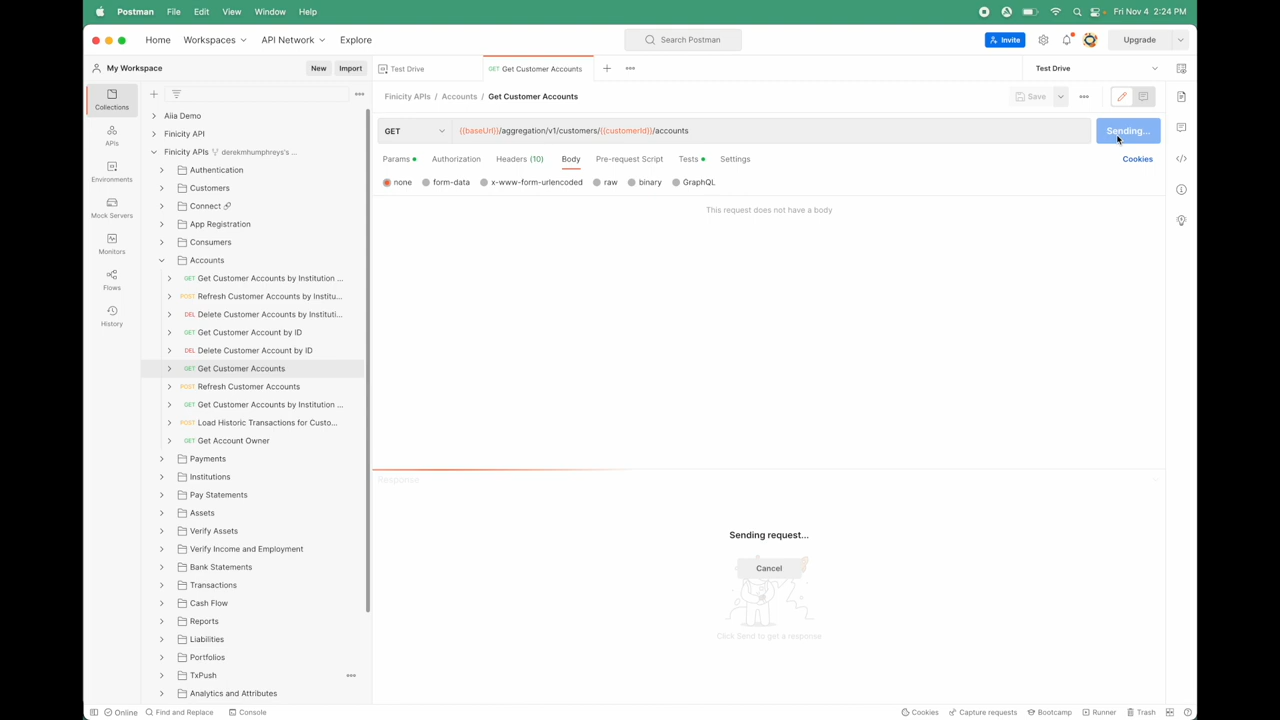 Postman File Edit View Window Help
Fri Nov 4 2:24 PM
Home Workspaces API Network Explore
Search Postman
Invite
Upgrade
My Workspace
New Import
Test Drive
GET Get Customer Accounts
Test Drive
Collections
APIs
Environments
Mock Servers
Monitors
Flows
History
Aiia Demo
Finicity API
Finicity APIs derekmhumphreys's ...
Authentication
Customers
Connect
App Registration
Consumers
Accounts
GET Get Customer Accounts by Institution ...
POST Refresh Customer Accounts by Institu...
DEL Delete Customer Accounts by Instituti...
GET Get Customer Account by ID
DEL Delete Customer Account by ID
GET Get Customer Accounts
POST Refresh Customer Accounts
GET Get Customer Accounts by Institution ...
POST Load Historic Transactions for Custo...
GET Get Account Owner
Payments
Institutions
Pay Statements
Assets
Verify Assets
Verify Income and Employment
Bank Statements
Transactions
Cash Flow
Reports
Liabilities
Portfolios
TxPush
Analytics and Attributes
Finicity APIs / Accounts / Get Customer Accounts
Save
GET
{{baseUrl}}/aggregation/v1/customers/{{customerId}}/accounts
Sending...
Params Authorization Headers (10) Body Pre-request Script Tests Settings
Cookies
none form-data x-www-form-urlencoded raw binary GraphQL
This request does not have a body
Response
Sending request...
Cancel
Click Send to get a response
Online Find and Replace Console
Cookies Capture requests Bootcamp Runner Trash